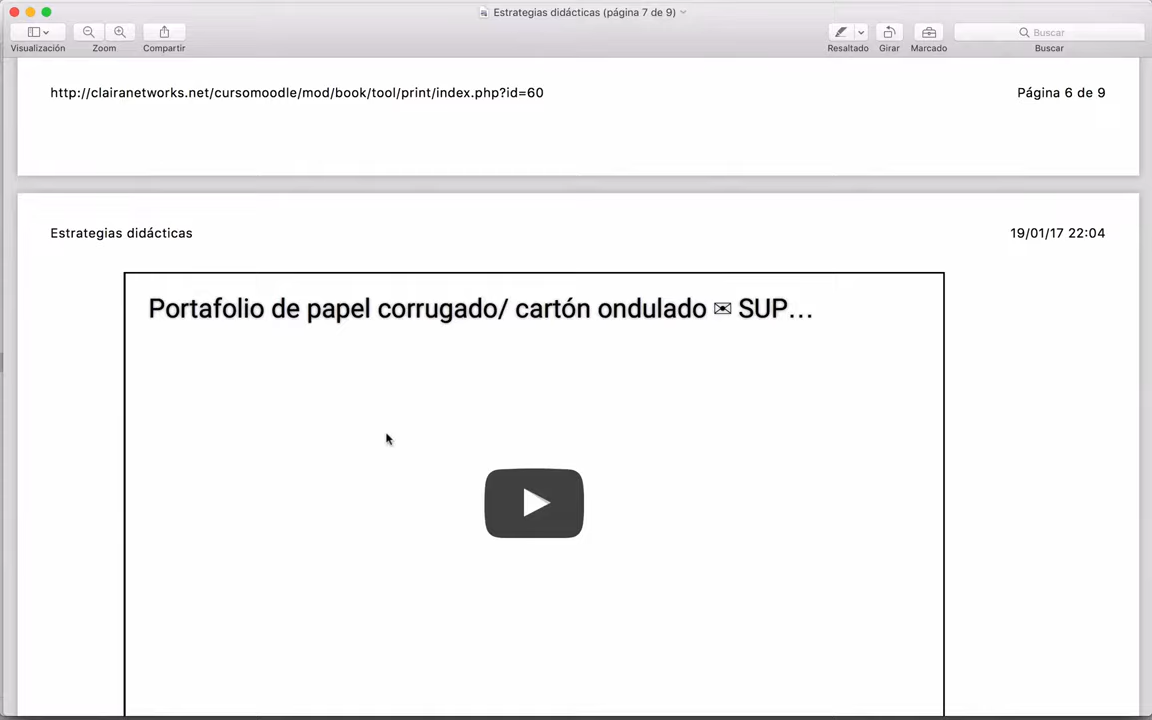 Estrategias didácticas (página 7 de 9)
Visualización
Zoom
Compartir
Resaltado
Girar
Marcado
Buscar
Buscar
http://clairanetworks.net/cursomoodle/mod/book/tool/print/index.php?id=60
Página 6 de 9
Estrategias didácticas
19/01/17 22:04
Portafolio de papel corrugado/ cartón ondulado ✉ SUP...